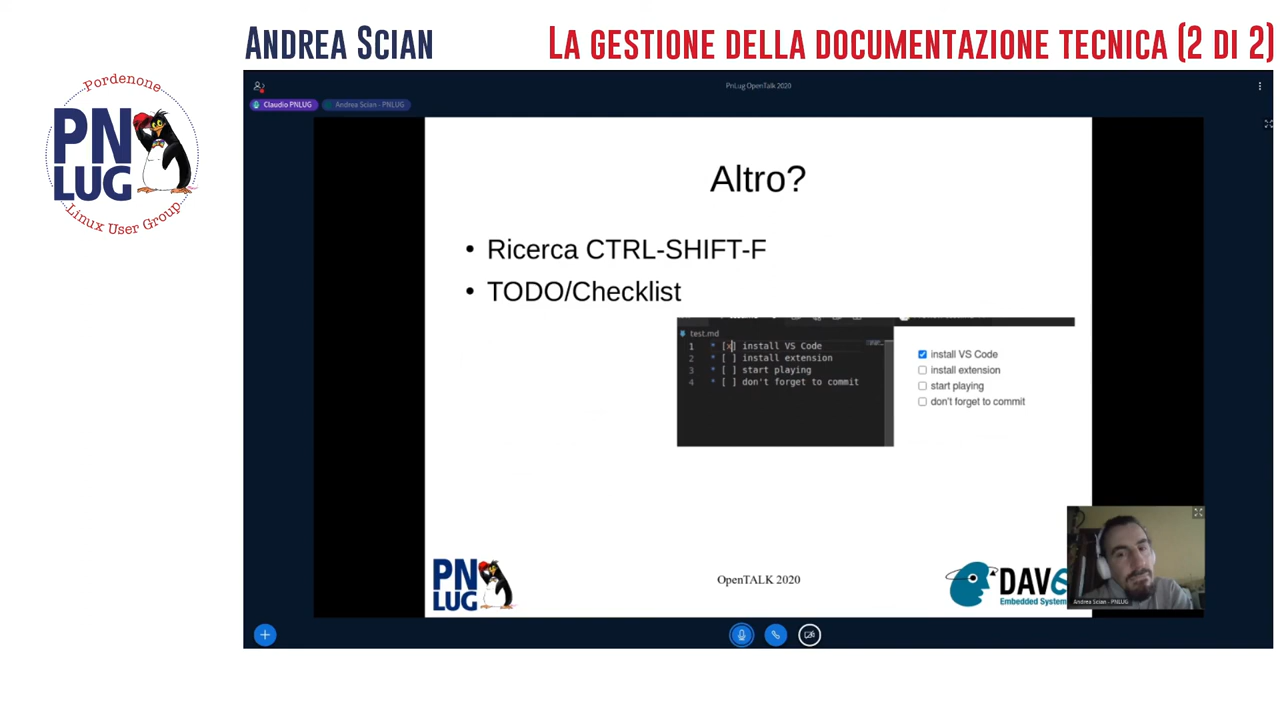 ANDREA SCIAN
LA GESTIONE DELLA DOCUMENTAZIONE TECNICA (2 DI 2)
Pordenone
PN
LUG
Linux User Group
PnLug OpenTalk 2020
Claudio PNLUG
Andrea Scian - PNLUG
Altro?
• Ricerca CTRL-SHIFT-F
• TODO/Checklist
test.md
1 * [x] install VS Code
2 * [ ] install extension
3 * [ ] start playing
4 * [ ] don't forget to commit
install VS Code
install extension
start playing
don't forget to commit
PN
LUG
OpenTALK 2020
DAVE
Embedded System
Andrea Scian - PNLUG